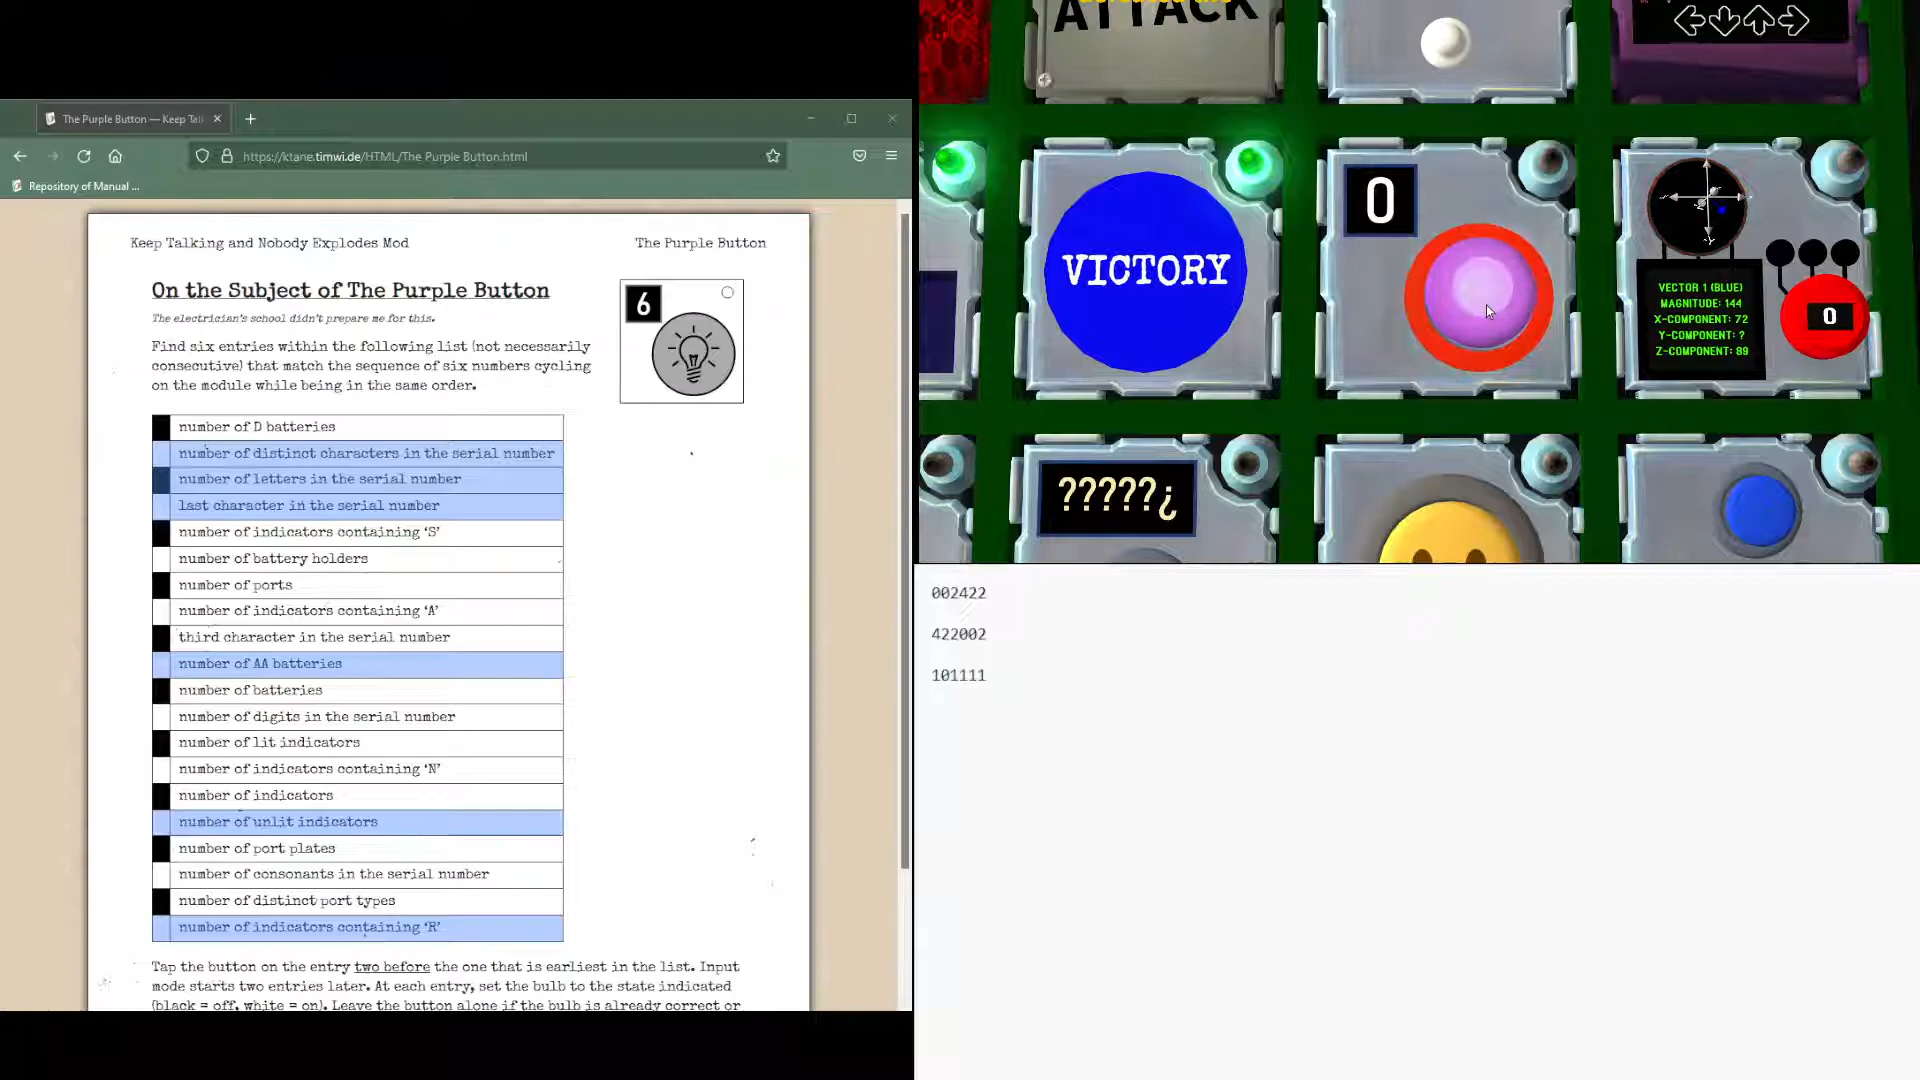 The Purple Button — Keep Tal
https://ktane.timwi.de/HTML/The Purple Button.html
Repository of Manual ...
Keep Talking and Nobody Explodes Mod
The Purple Button
On the Subject of The Purple Button
The electrician's school didn't prepare me for this.
Find six entries within the following list (not necessarily
consecutive) that match the sequence of six numbers cycling
on the module while being in the same order.
6
number of D batteries
number of distinct characters in the serial number
number of letters in the serial number
last character in the serial number
number of indicators containing ‘S’
number of battery holders
number of ports
number of indicators containing ‘A’
third character in the serial number
number of AA batteries
number of batteries
number of digits in the serial number
number of lit indicators
number of indicators containing ‘N’
number of indicators
number of unlit indicators
number of port plates
number of consonants in the serial number
number of distinct port types
number of indicators containing ‘R’
Tap the button on the entry two before the one that is earliest in the list. Input
mode starts two entries later. At each entry, set the bulb to the state indicated
(black = off, white = on). Leave the button alone if the bulb is already correct or
ATTACK
VICTORY
0
VECTOR 1 (BLUE)
MAGNITUDE: 144
X-COMPONENT: 72
Y-COMPONENT: ?
Z-COMPONENT: 89
0
?????¿
002422
422002
101111